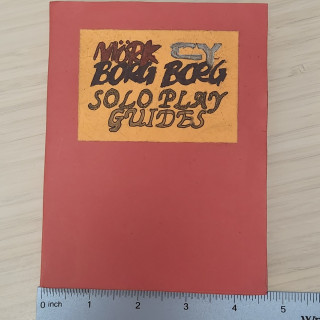 MÖRK CY
BORG BORG
SOLO PLAY
GUIDES
0 inch 1 2 3 4 5